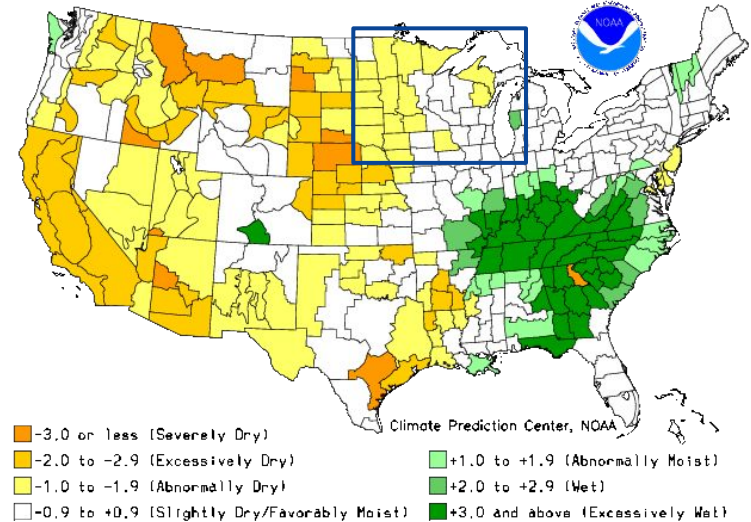 NOAA
Climate Prediction Center, NOAA
-3.0 or less (Severely Dry)
-2.0 to -2.9 (Excessively Dry)
-1.0 to -1.9 (Abnormally Dry)
-0.9 to +0.9 (Slightly Dry/Favorably Moist)
+1.0 to +1.9 (Abnormally Moist)
+2.0 to +2.9 (Wet)
+3.0 and above (Excessively Wet)